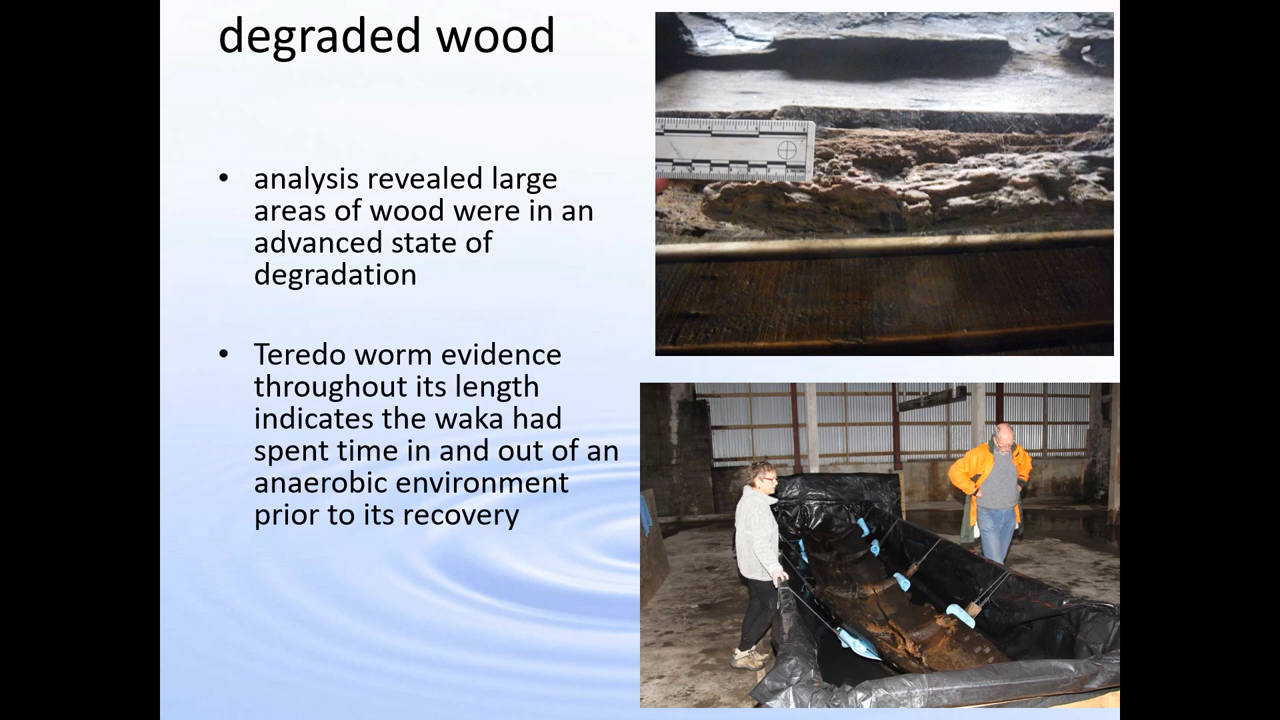 degraded wood
• analysis revealed large
areas of wood were in an
advanced state of
degradation
• Teredo worm evidence
throughout its length
indicates the waka had
spent time in and out of an
anaerobic environment
prior to its recovery